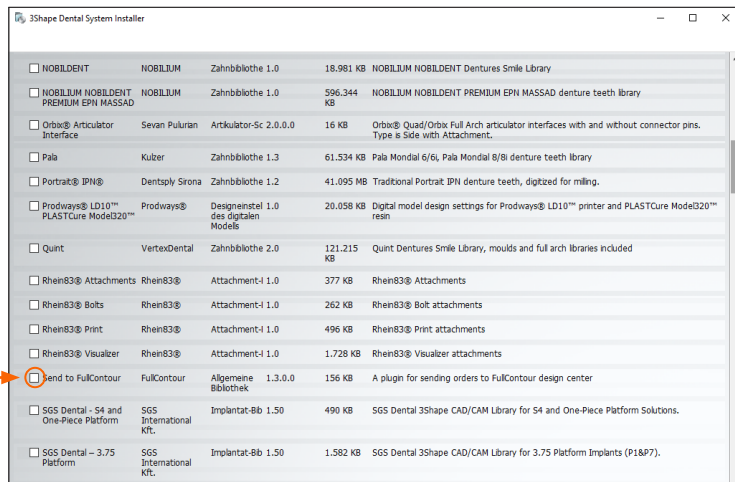 3Shape Dental System Installer
NOBILDENT NOBILIUM Zahnbibliothe 1.0 18.981 KB NOBILIUM NOBILDENT Dentures Smile Library
NOBILIUM NOBILDENT NOBILIUM Zahnbibliothe 1.0 596.344 NOBILIUM NOBILDENT PREMIUM EPN MASSAD denture teeth library
PREMIUM EPN MASSAD KB
Orbix® Articulator Sevan Pulurian Artikulator-Sc 2.0.0.0 16 KB Orbix® Quad/Orbix Full Arch articulator interfaces with and without connector pins.
Interface Type is Side with Attachment.
Pala Kulzer Zahnbibliothe 1.3 61.534 KB Pala Mondial 6/6i, Pala Mondial 8/8i denture teeth library
Portrait® IPN® Dentsply Sirona Zahnbibliothe 1.2 41.095 MB Traditional Portrait IPN denture teeth, digitized for milling.
Prodways® LD10™ Prodways® Designeinstel 1.0 20.058 KB Digital model design settings for Prodways® LD10™ printer and PLASTCure Model320™
PLASTCure Model320™ des digitalen resin
Modells
Quint VertexDental Zahnbibliothe 2.0 121.215 Quint Dentures Smile Library, moulds and full arch libraries included
KB
Rhein83® Attachments Rhein83® Attachment-I 1.0 377 KB Rhein83® Attachments
Rhein83® Bolts Rhein83® Attachment-I 1.0 262 KB Rhein83® Bolt attachments
Rhein83® Print Rhein83® Attachment-I 1.0 496 KB Rhein83® Print attachments
Rhein83® Visualizer Rhein83® Attachment-I 1.0 1.728 KB Rhein83® Visualizer attachments
Send to FullContour FullContour Allgemeine 1.3.0.0 156 KB A plugin for sending orders to FullContour design center
Bibliothek
SGS Dental - S4 and SGS Implantat-Bib 1.50 490 KB SGS Dental 3Shape CAD/CAM Library for S4 and One-Piece Platform Solutions.
One-Piece Platform International
Kft.
SGS Dental – 3.75 SGS Implantat-Bib 1.50 1.582 KB SGS Dental 3Shape CAD/CAM Library for 3.75 Platform Implants (P1&P7).
Platform International
Kft.